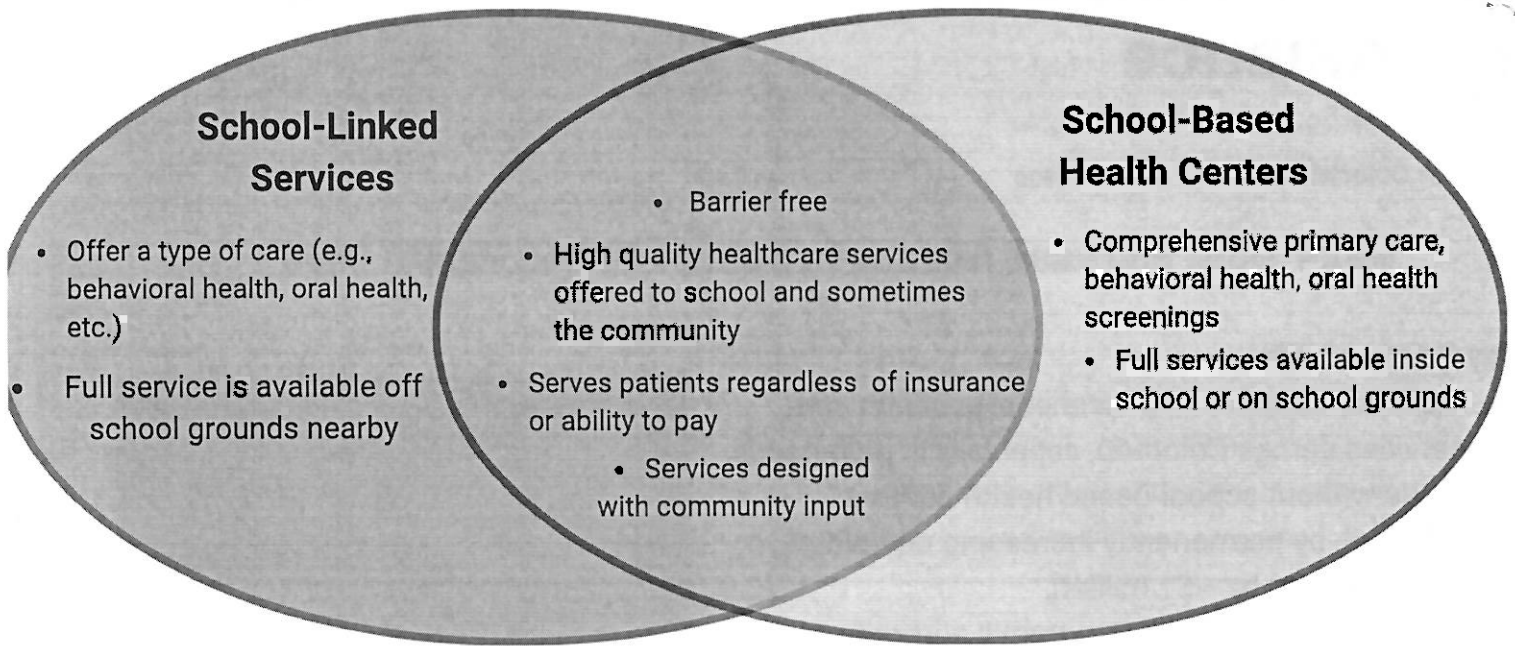 School-Linked
Services
• Offer a type of care (e.g.,
behavioral health, oral health,
etc.)
• Full service is available off
school grounds nearby
• Barrier free
• High quality healthcare services
offered to school and sometimes
the community
• Serves patients regardless of insurance
or ability to pay
• Services designed
with community input
School-Based
Health Centers
• Comprehensive primary care,
behavioral health, oral health
screenings
• Full services available inside
school or on school grounds